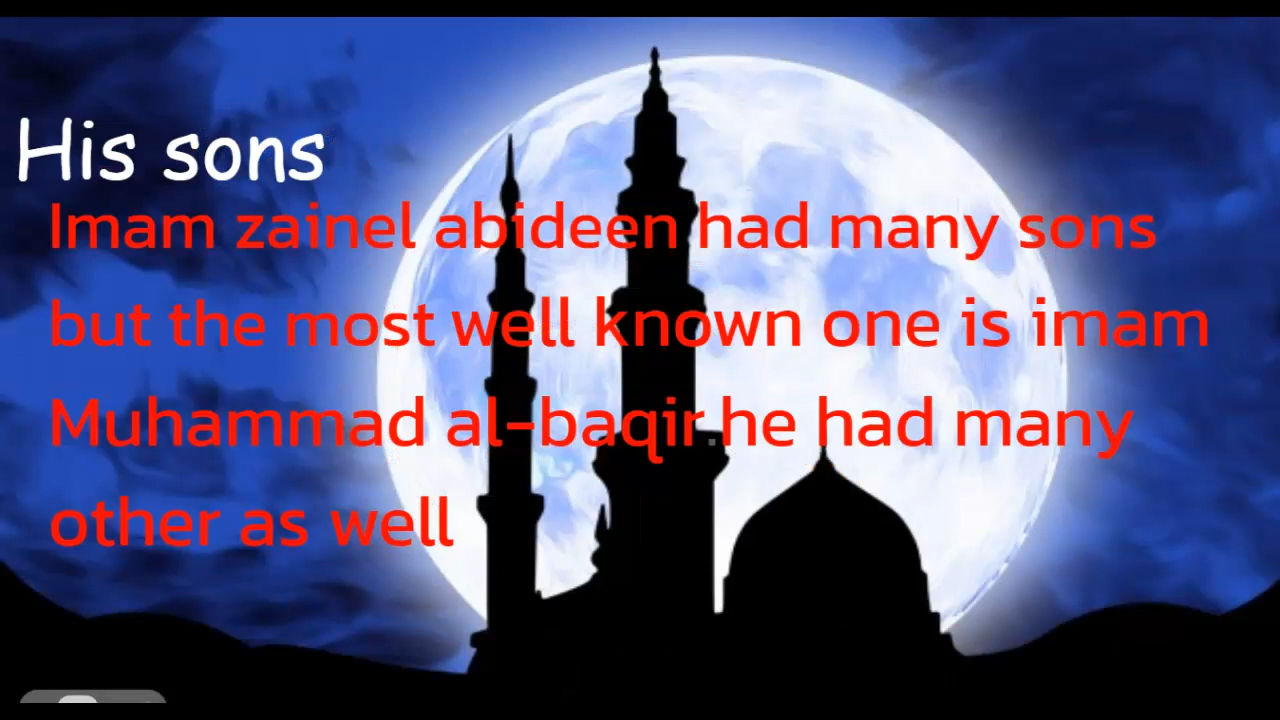 His sons
Imam zainel abideen had many sons
but the most well known one is imam
Muhammad al-baqir.he had many
other as well